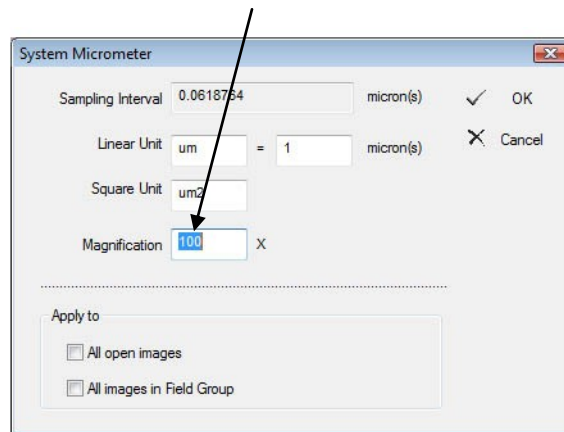 System Micrometer
Sampling Interval 0.0618764 micron(s) OK
Linear Unit um = 1 micron(s) Cancel
Square Unit um2
Magnification 100 X
Apply to
All open images
All images in Field Group